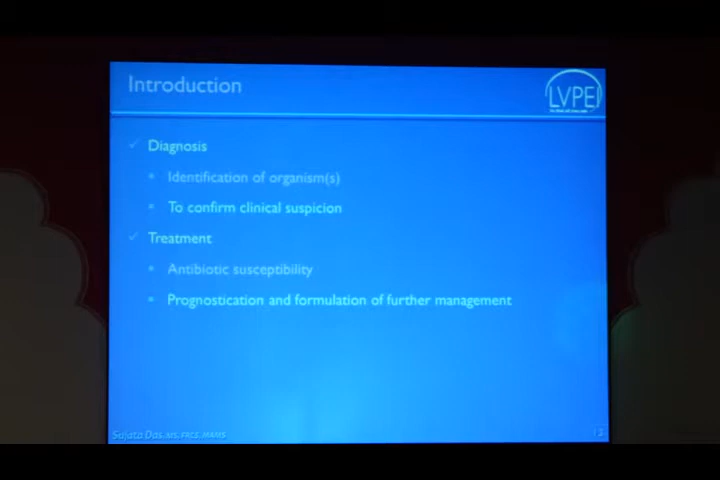 Introduction
LVPEI
Diagnosis
Identification of organism(s)
To confirm clinical suspicion
Treatment
Antibiotic susceptibility
Prognostication and formulation of further management
Sujata Das, MS, FRCS, MAMS